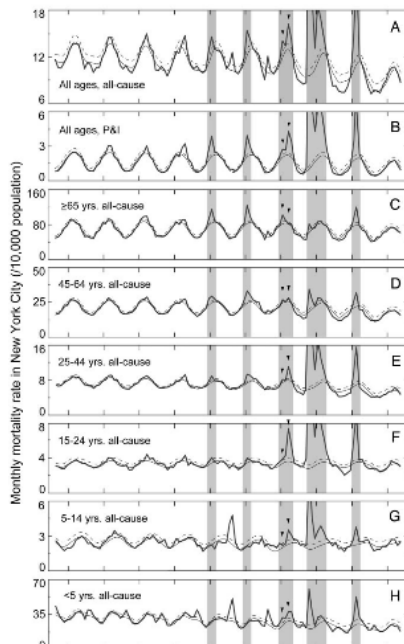 Monthly mortality rate in New York City (/10,000 population)
18
12
6
A
All ages, all-cause
6
3
0
B
All ages, P&I
160
80
0
C
≥65 yrs. all-cause
50
25
0
D
45-64 yrs. all-cause
16
8
0
E
25-44 yrs. all-cause
8
4
0
F
15-24 yrs. all-cause
6
3
0
G
5-14 yrs. all-cause
70
35
H
<5 yrs. all-cause